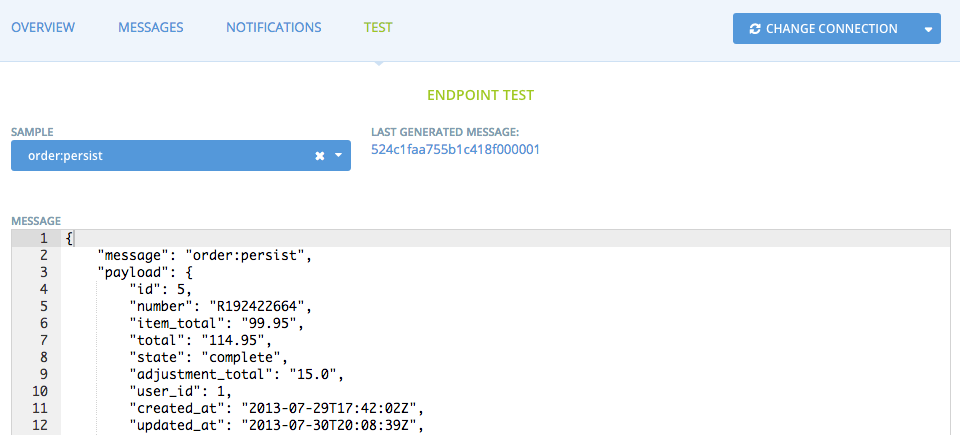 OVERVIEW MESSAGES NOTIFICATIONS TEST CHANGE CONNECTION
ENDPOINT TEST
SAMPLE LAST GENERATED MESSAGE:
order:persist 524c1faa755b1c418f000001
MESSAGE
1 {
2 "message": "order:persist",
3 "payload": {
4 "id": 5,
5 "number": "R192422664",
6 "item_total": "99.95",
7 "total": "114.95",
8 "state": "complete",
9 "adjustment_total": "15.0",
10 "user_id": 1,
11 "created_at": "2013-07-29T17:42:02Z",
12 "updated_at": "2013-07-30T20:08:39Z",